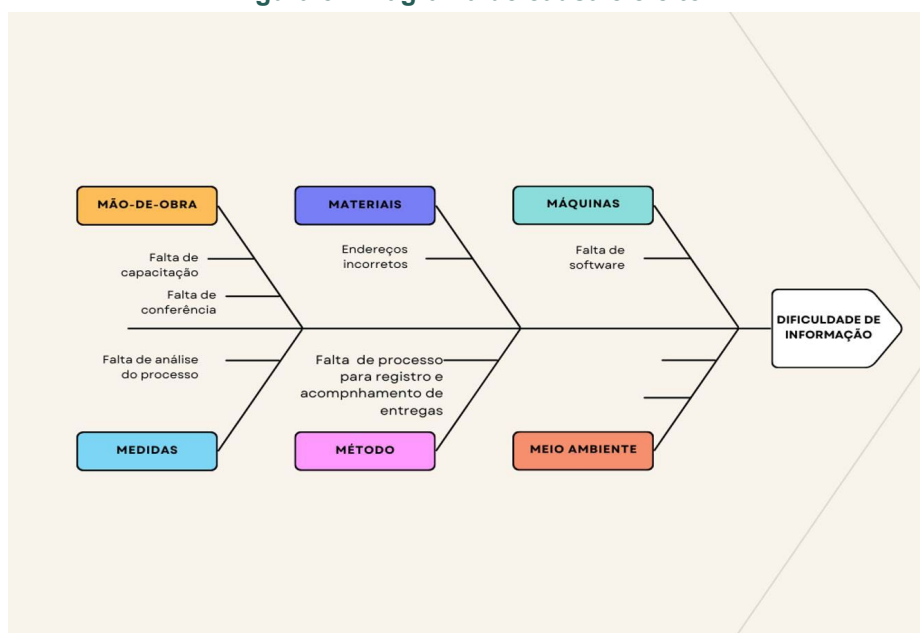 MÃO-DE-OBRA
MATERIAIS
MÁQUINAS
Falta de
capacitação
Falta de
conferência
Endereços
incorretos
Falta de
software
DIFICULDADE DE
INFORMAÇÃO
Falta de análise
do processo
Falta de processo
para registro e
acompnhamento de
entregas
MEDIDAS
MÉTODO
MEIO AMBIENTE